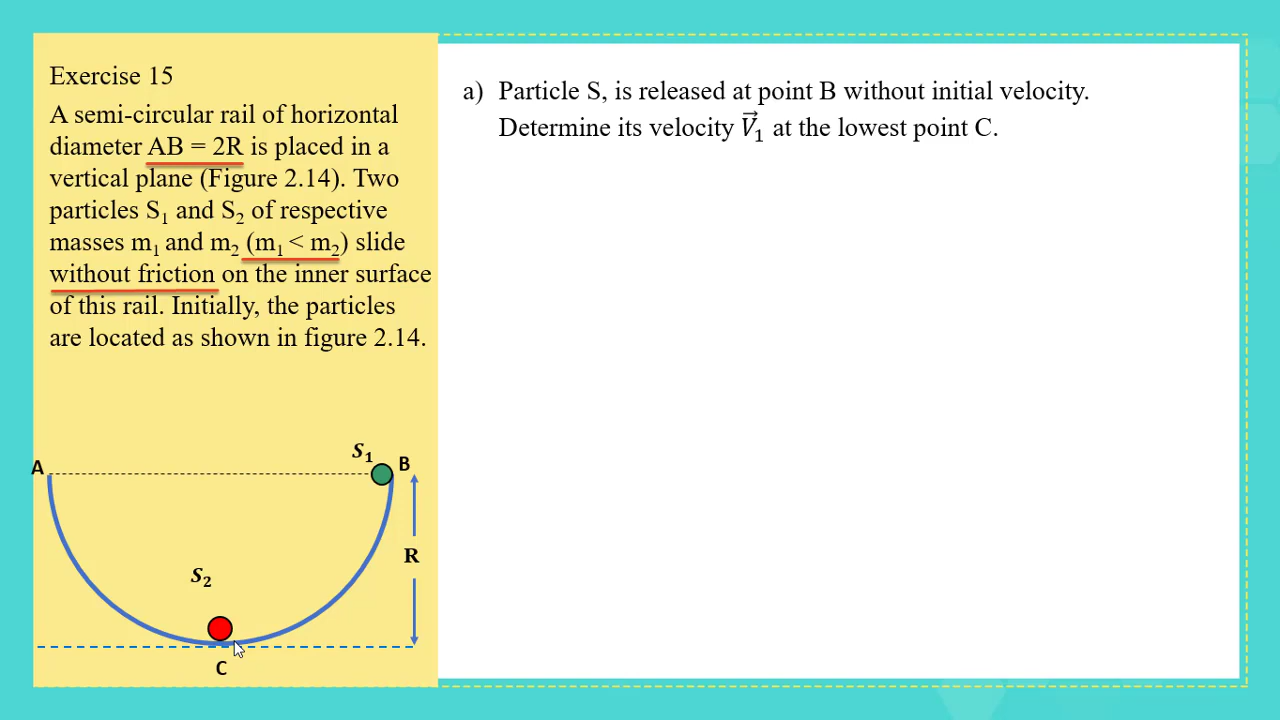 Exercise 15
A semi-circular rail of horizontal
diameter AB = 2R is placed in a
vertical plane (Figure 2.14). Two
particles S₁ and S₂ of respective
masses m₁ and m₂ (m₁ < m₂) slide
without friction on the inner surface
of this rail. Initially, the particles
are located as shown in figure 2.14.
A
S₁
B
R
S₂
C
a) Particle S, is released at point B without initial velocity.
Determine its velocity V⃗₁ at the lowest point C.